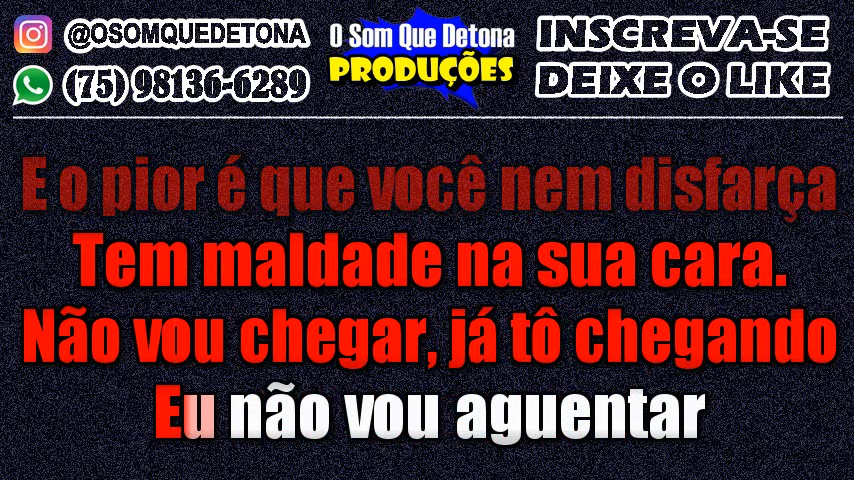 @OSOMQUEDETONA
(75) 98136-6289
O Som Que Detona
PRODUÇÕES
INSCREVA-SE
DEIXE O LIKE
E o pior é que você nem disfarça
Tem maldade na sua cara.
Não vou chegar, já tô chegando
Eu não vou aguentar